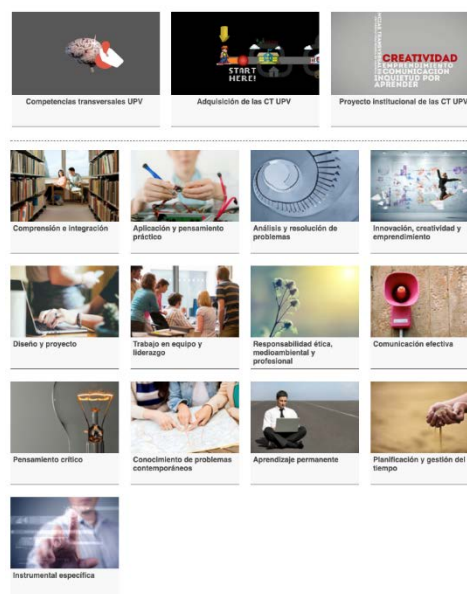 START
HERE!
CREATIVIDAD
EMPRENDIMIENTO
COMUNICACIÓN
INQUIETUD POR
APRENDER
Competencias transversales UPV
Adquisición de las CT UPV
Proyecto institucional de las CT UPV
Comprensión e integración
Aplicación y pensamiento
práctico
Análisis y resolución de
problemas
Innovación, creatividad y
emprendimiento
Diseño y proyecto
Trabajo en equipo y
liderazgo
Responsabilidad ética,
medioambiental y
profesional
Comunicación efectiva
Pensamiento crítico
Conocimiento de problemas
contemporáneos
Aprendizaje permanente
Planificación y gestión del
tiempo
Instrumental específica